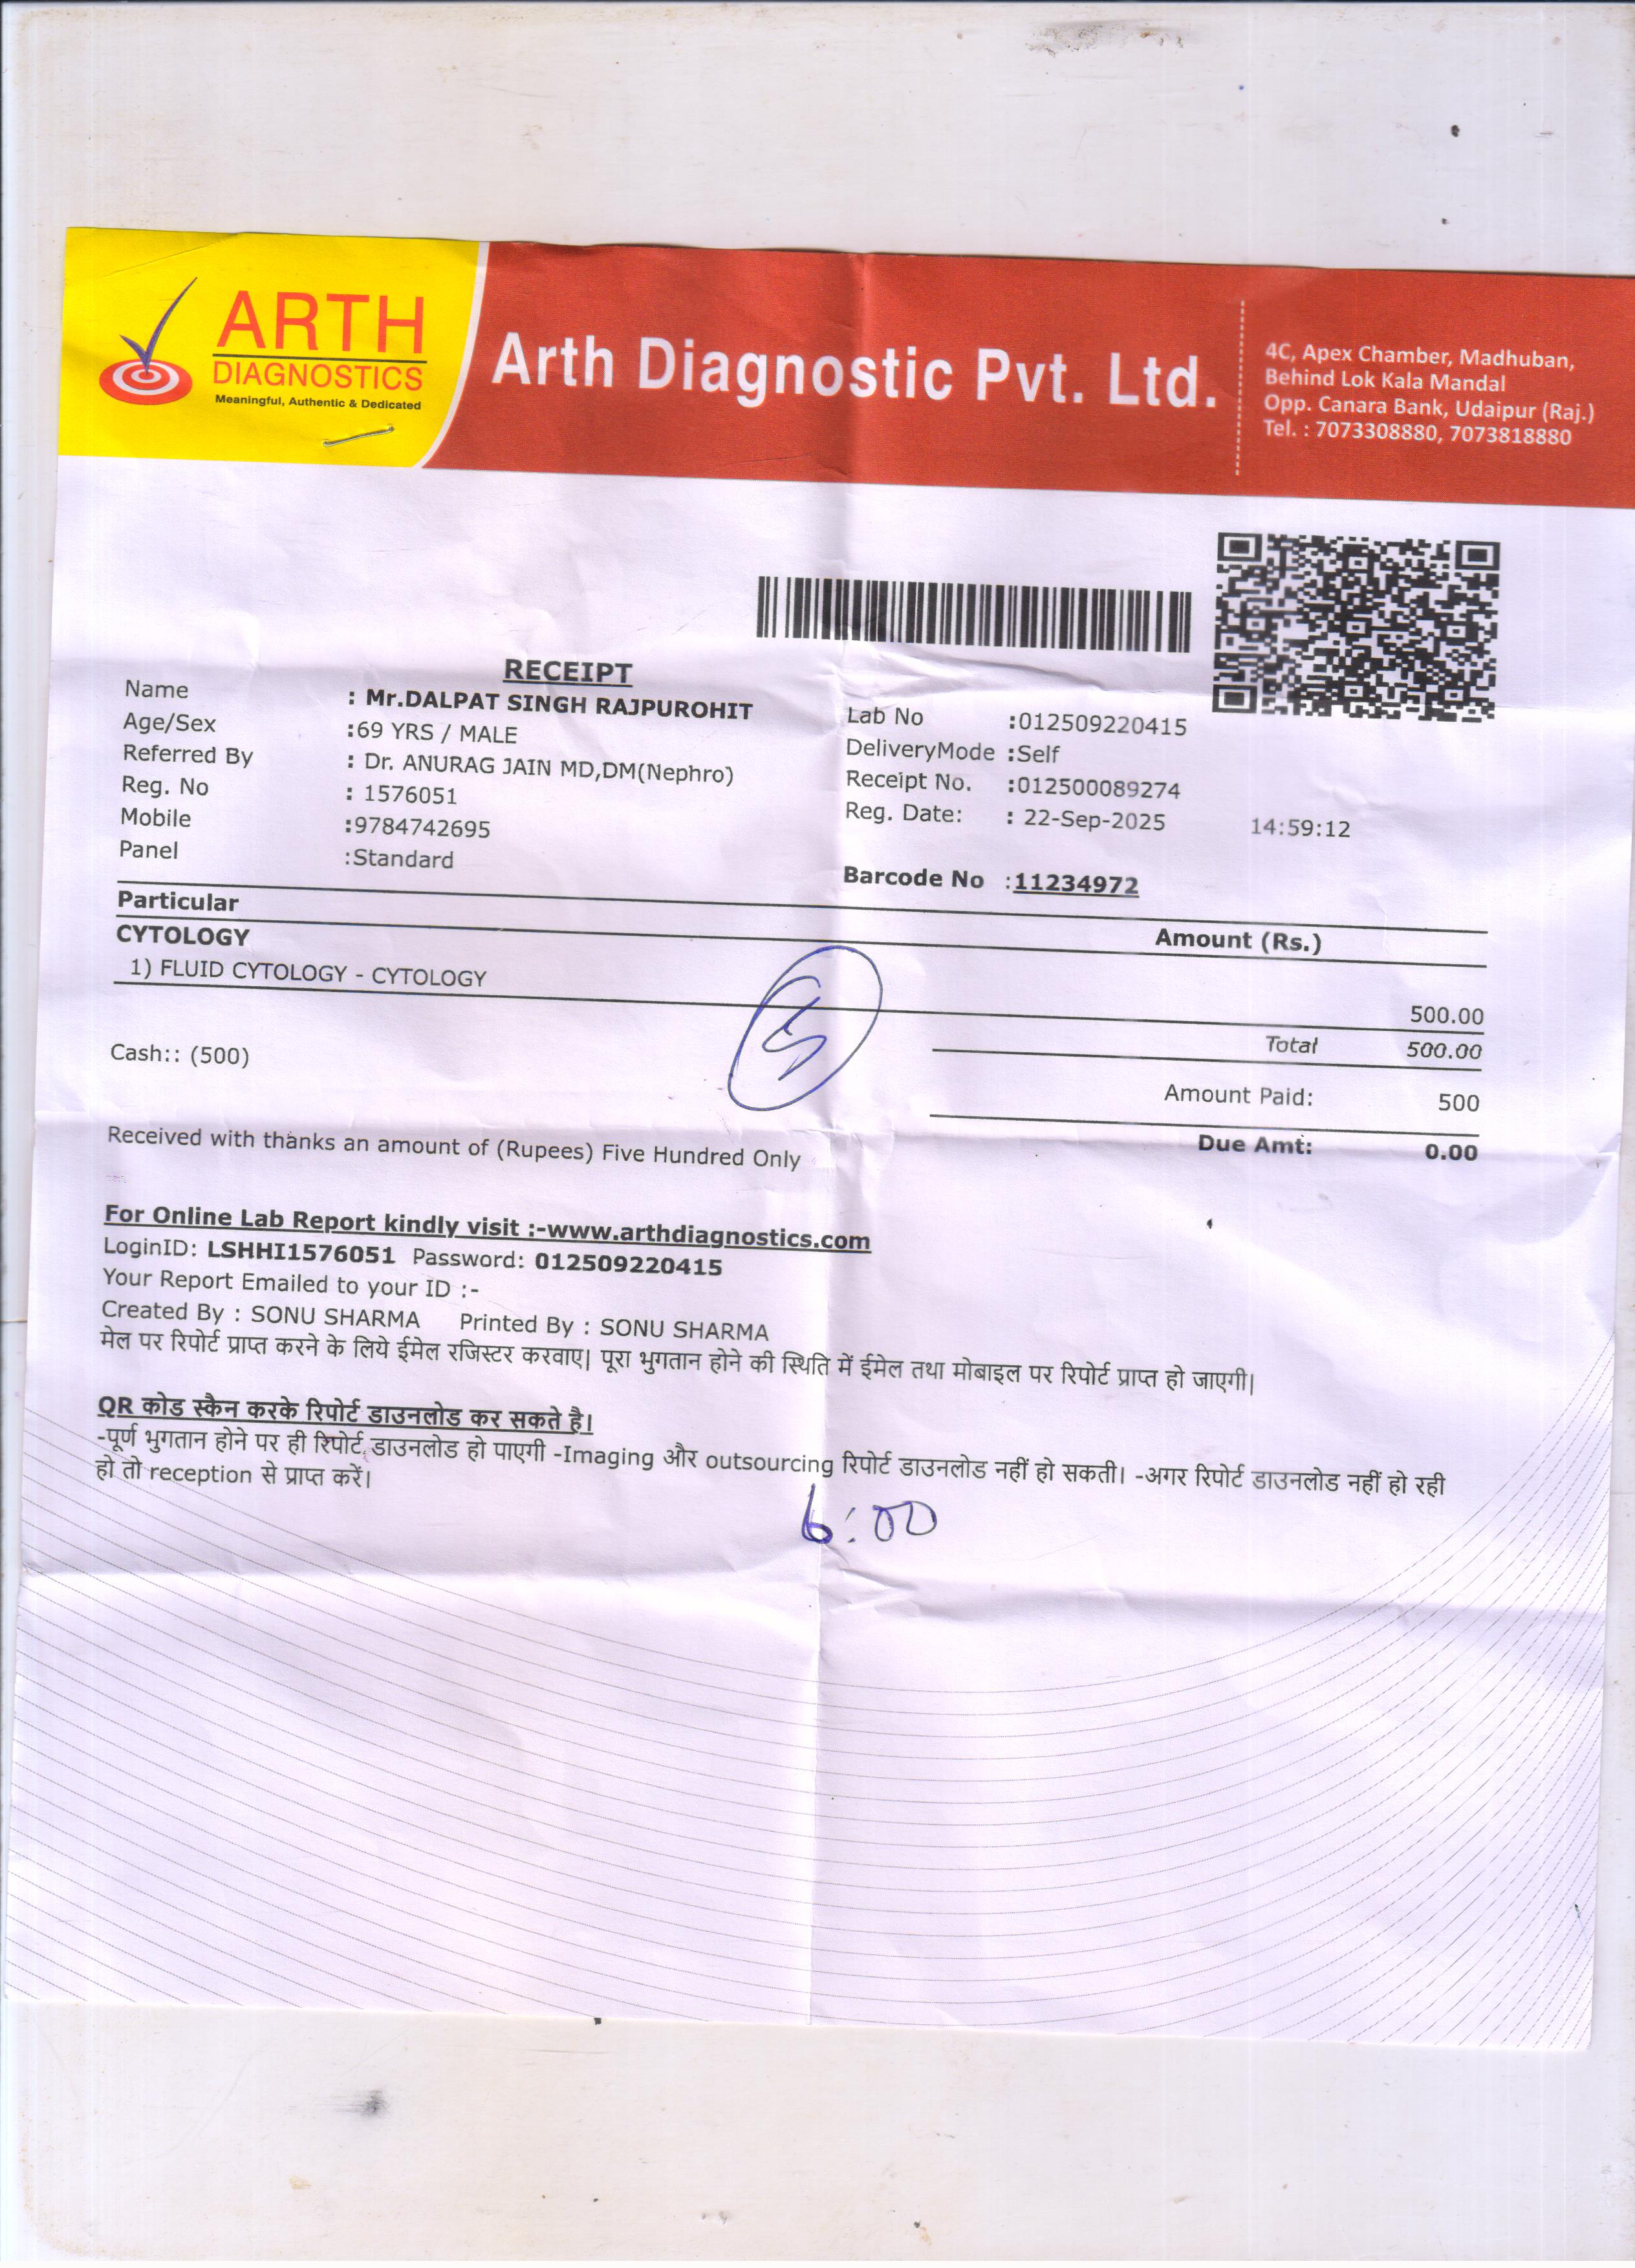 ARTH
DIAGNOSTICS
Meaningful, Authentic & Dedicated
Arth Diagnostic Pvt. Ltd.
4C, Apex Chamber, Madhuban,
Behind Lok Kala Mandal
Opp. Canara Bank, Udaipur (Raj.)
Tel. : 7073308880, 7073818880
RECEIPT
Name : Mr.DALPAT SINGH RAJPUROHIT
Age/Sex :69 YRS / MALE
Referred By : Dr. ANURAG JAIN MD,DM(Nephro)
Reg. No : 1576051
Mobile :9784742695
Panel :Standard
Lab No :012509220415
DeliveryMode :Self
Receipt No. :012500089274
Reg. Date: : 22-Sep-2025 14:59:12
Barcode No :11234972
Particular Amount (Rs.)
CYTOLOGY
1) FLUID CYTOLOGY - CYTOLOGY 500.00
Total 500.00
Cash:: (500)
Amount Paid: 500
Due Amt: 0.00
Received with thanks an amount of (Rupees) Five Hundred Only
For Online Lab Report kindly visit :-www.arthdiagnostics.com
LoginID: LSHHI1576051 Password: 012509220415
Your Report Emailed to your ID :-
Created By : SONU SHARMA Printed By : SONU SHARMA
मेल पर रिपोर्ट प्राप्त करने के लिये ईमेल रजिस्टर करवाए। पूरा भुगतान होने की स्थिति में ईमेल तथा मोबाइल पर रिपोर्ट प्राप्त हो जाएगी।
QR कोड स्कैन करके रिपोर्ट डाउनलोड कर सकते है।
-पूर्ण भुगतान होने पर ही रिपोर्ट डाउनलोड हो पाएगी -Imaging और outsourcing रिपोर्ट डाउनलोड नहीं हो सकती। -अगर रिपोर्ट डाउनलोड नहीं हो रही
हो तो reception से प्राप्त करें।
6:00